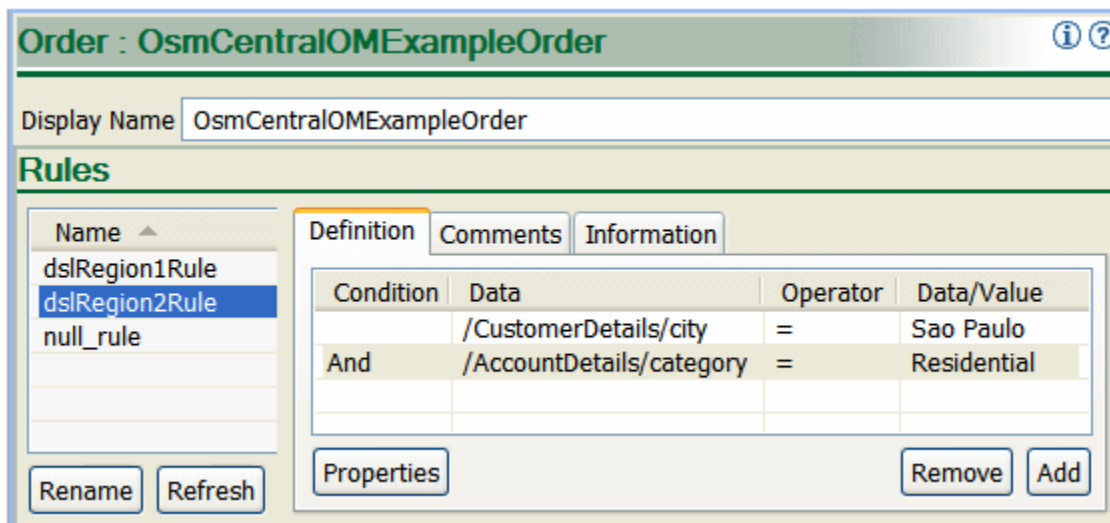 Order : OsmCentralOMExampleOrder
Display Name OsmCentralOMExampleOrder
Rules
Name
dslRegion1Rule
dslRegion2Rule
null_rule
Rename Refresh
Definition Comments Information
Condition Data Operator Data/Value
/CustomerDetails/city = Sao Paulo
And /AccountDetails/category = Residential
Properties Remove Add